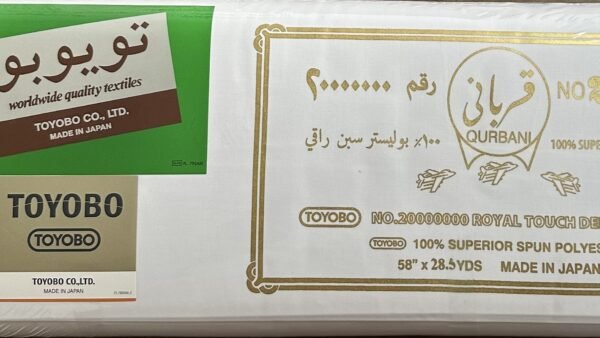 تويوبو
worldwide quality textiles
TOYOBO CO., LTD.
MADE IN JAPAN
TOYOBO
TOYOBO
TOYOBO CO.,LTD.
MADE IN JAPAN
رقم ٢٠٠٠٠٠٠٠
قرباني
QURBANI
NO
١٠٠٪ بوليستر سبن راقي
100% SUPE
TOYOBO NO.20000000 ROYAL TOUCH DE
TOYOBO 100% SUPERIOR SPUN POLYES
58" x 28.5YDS MADE IN JAPAN